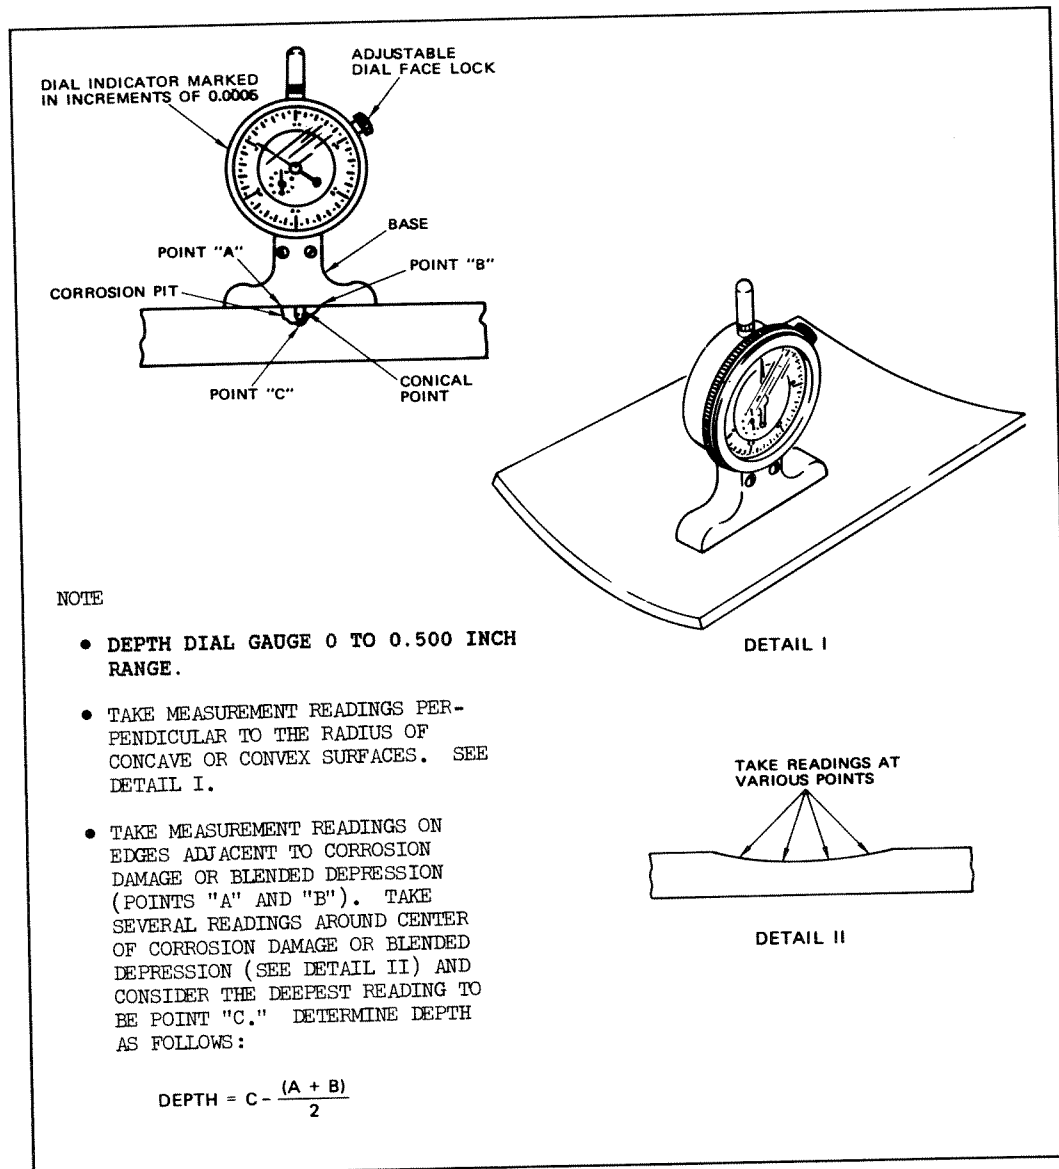 ADJUSTABLE
DIAL FACE LOCK
DIAL INDICATOR MARKED
IN INCREMENTS OF 0.0005
BASE
POINT "A"
POINT "B"
CORROSION PIT
POINT "C"
CONICAL
POINT
DETAIL I
NOTE
● DEPTH DIAL GAUGE 0 TO 0.500 INCH
RANGE.
● TAKE MEASUREMENT READINGS PER-
PENDICULAR TO THE RADIUS OF
CONCAVE OR CONVEX SURFACES. SEE
DETAIL I.
● TAKE MEASUREMENT READINGS ON
EDGES ADJACENT TO CORROSION
DAMAGE OR BLENDED DEPRESSION
(POINTS "A" AND "B"). TAKE
SEVERAL READINGS AROUND CENTER
OF CORROSION DAMAGE OR BLENDED
DEPRESSION (SEE DETAIL II) AND
CONSIDER THE DEEPEST READING TO
BE POINT "C." DETERMINE DEPTH
AS FOLLOWS:
DEPTH = C - (A + B)
2
TAKE READINGS AT
VARIOUS POINTS
DETAIL II